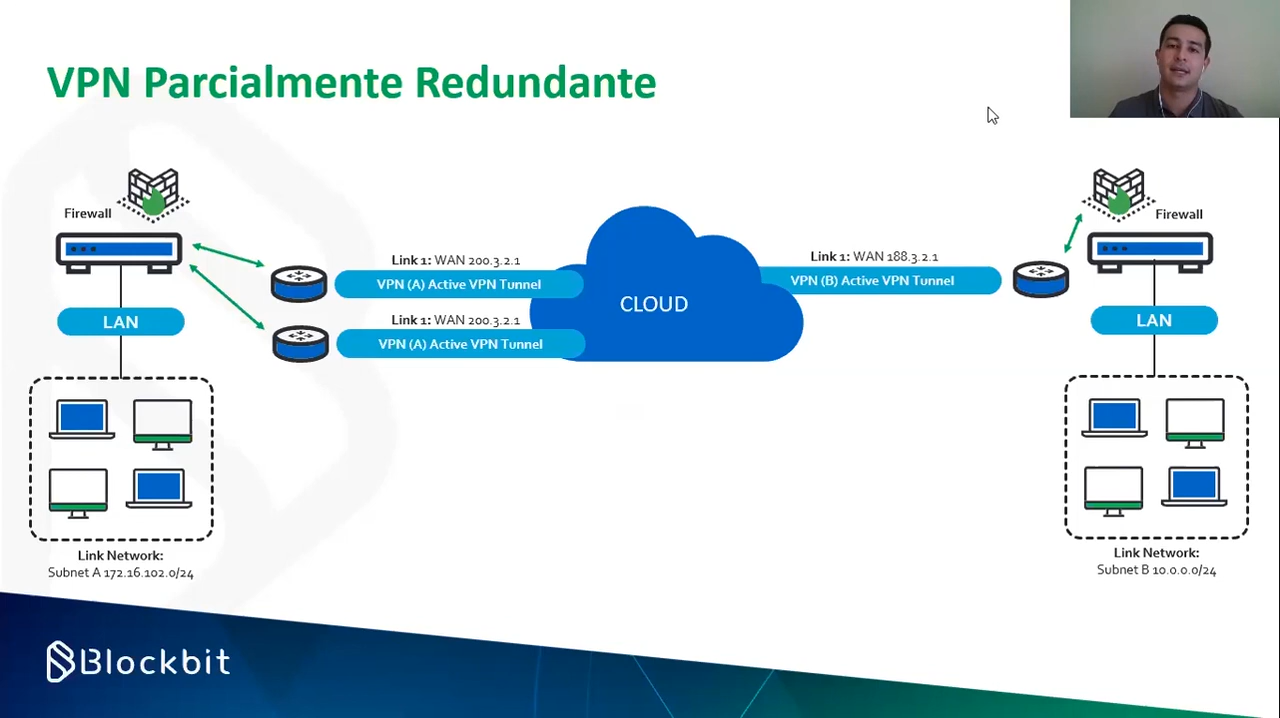 VPN Parcialmente Redundante
Firewall
Link 1: WAN 200.3.2.1
VPN (A) Active VPN Tunnel
Link 1: WAN 200.3.2.1
VPN (A) Active VPN Tunnel
LAN
CLOUD
Link 1: WAN 188.3.2.1
VPN (B) Active VPN Tunnel
Firewall
LAN
Link Network:
Subnet A 172.16.102.0/24
Link Network:
Subnet B 10.0.0.0/24
Blockbit